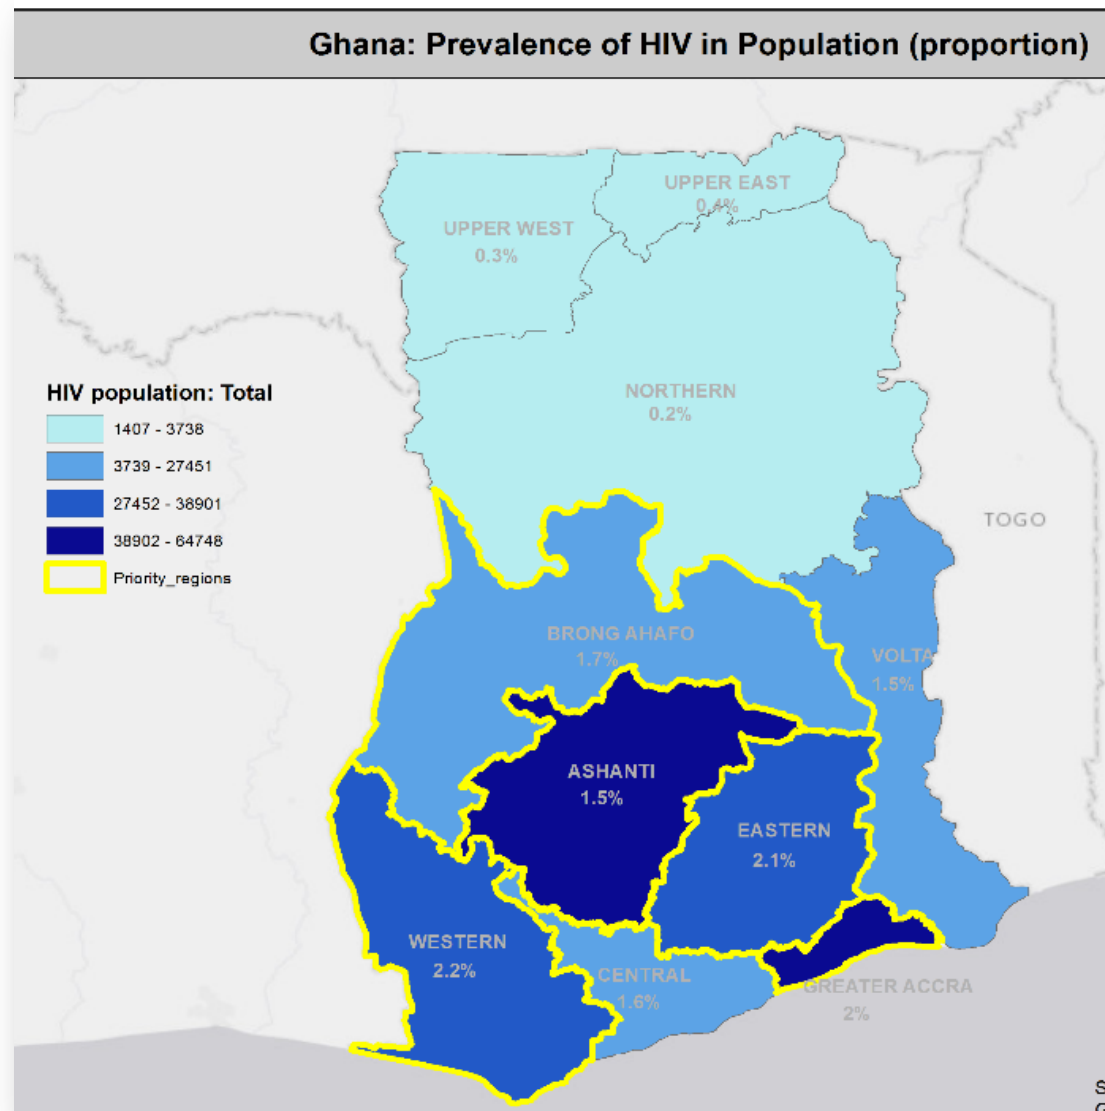 Ghana: Prevalence of HIV in Population (proportion)
UPPER EAST
0.4%
UPPER WEST
0.3%
NORTHERN
0.2%
HIV population: Total
1407 - 3738
3739 - 27451
27452 - 38901
38902 - 64748
Priority_regions
TOGO
BRONG AHAFO
1.7%
VOLTA
1.5%
ASHANTI
1.5%
EASTERN
2.1%
WESTERN
2.2%
CENTRAL
1.6%
GREATER ACCRA
2%